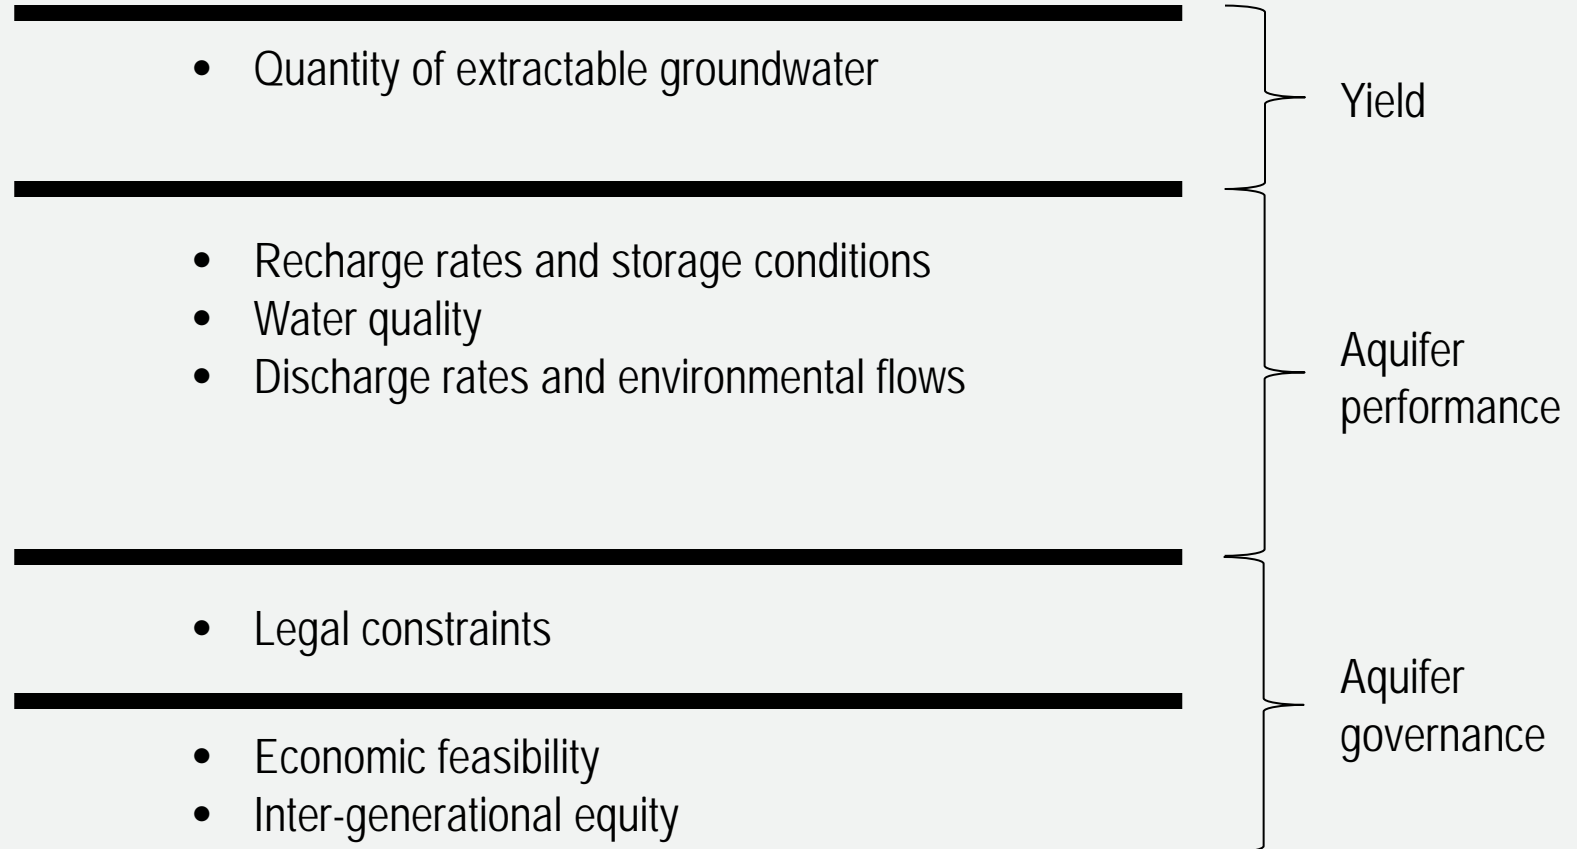 • Quantity of extractable groundwater
Yield
• Recharge rates and storage conditions
• Water quality
• Discharge rates and environmental flows
Aquifer
performance
• Legal constraints
• Economic feasibility
• Inter-generational equity
Aquifer
governance